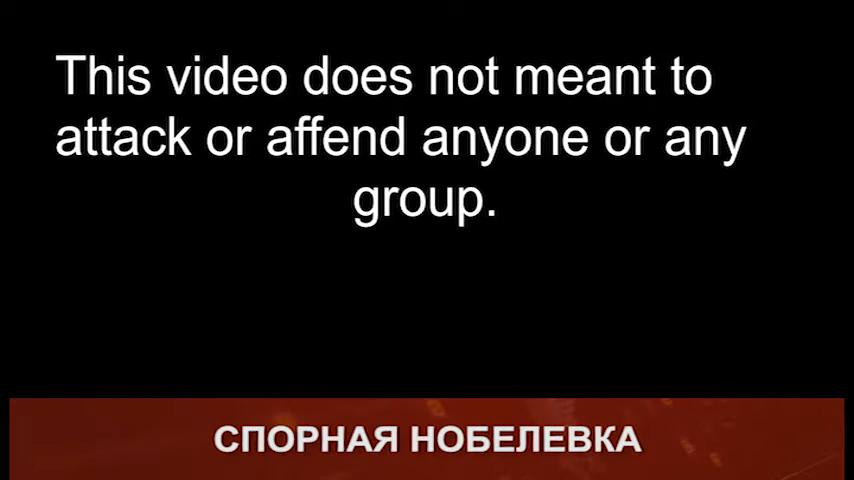 This video does not meant to
attack or affend anyone or any
group.
СПОРНАЯ НОБЕЛЕВКА